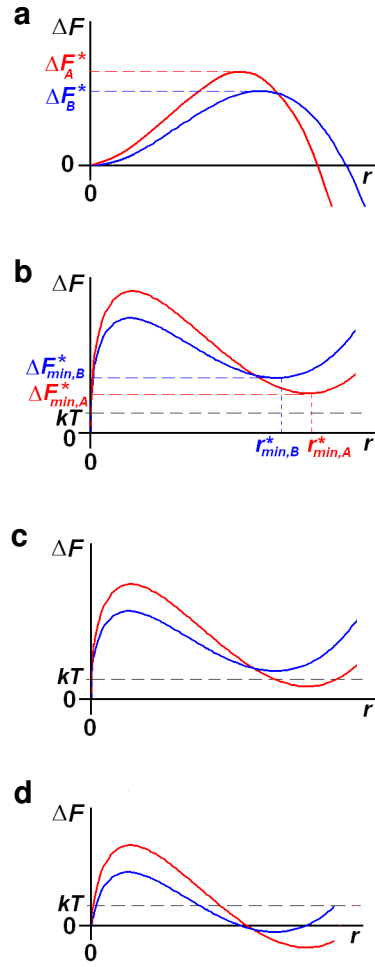 a
ΔF
ΔF*A
ΔF*B
0
r
0
b
ΔF
ΔF*min,B
ΔF*min,A
kT
0
r
0
r*min,B
r*min,A
c
ΔF
kT
0
r
0
d
ΔF
kT
0
r
0